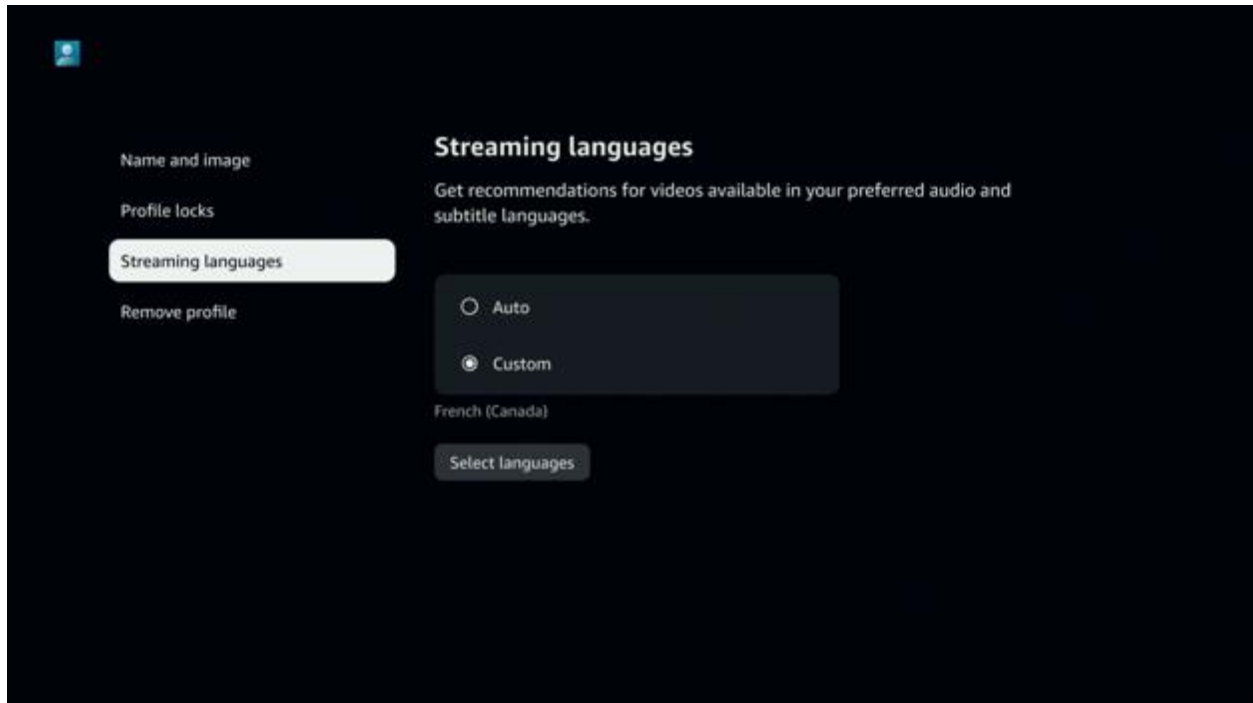 Name and image
Profile locks
Streaming languages
Remove profile
Streaming languages
Get recommendations for videos available in your preferred audio and
subtitle languages.
Auto
Custom
French (Canada)
Select languages